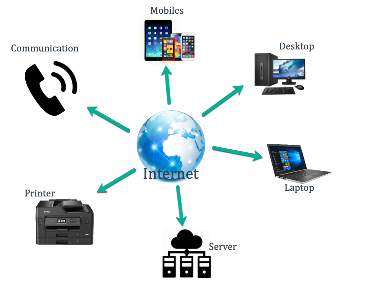 Mobiles
Communication
Desktop
Internet
Laptop
Printer
Server